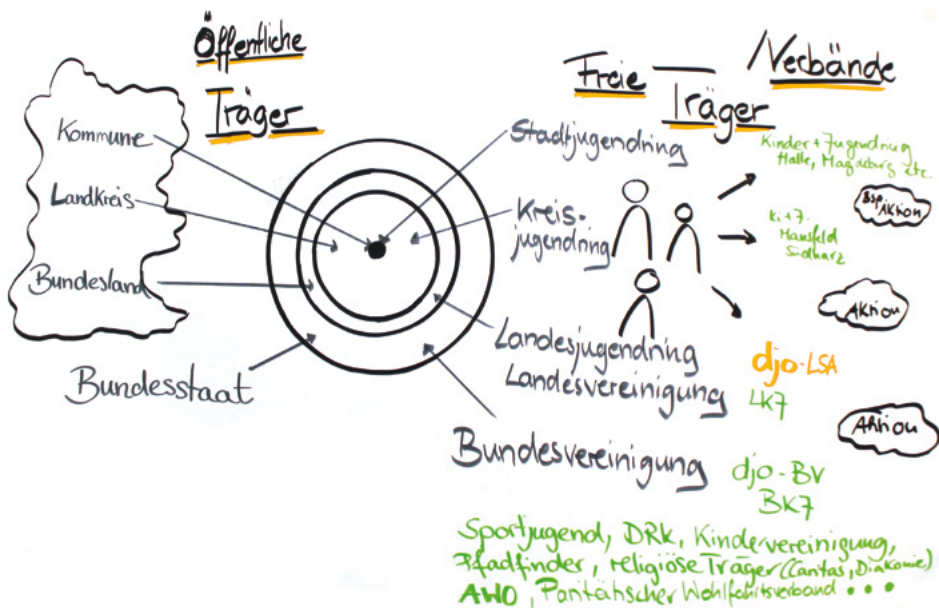 Öffentliche
Träger
Kommune
Landkreis
Bundesland
Bundesstaat
Freie Träger /Verbände
Stadtjugendring
Kreis-
jugendring
Landesjugendring
Landesvereinigung
Bundesvereinigung
Kinder + Jugendring
Halle, Magdeburg etc.
Bsp. Aktion
Ki + J.
Mansfeld
Südharz
Aktion
djo-LSA
LKJ
Aktion
djo-BV
BKJ
Sportjugend, DRK, Kindervereinigung,
Pfadfinder, religiöse Träger (Caritas, Diakonie)
AWO, Wohlfahrtsverband • • •